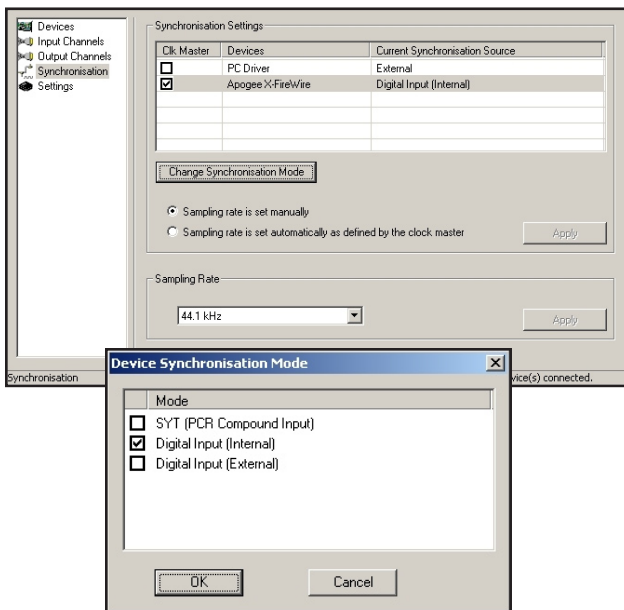 Devices
Input Channels
Output Channels
Synchronisation
Settings
Synchronisation Settings
Clk Master Devices Current Synchronisation Source
PC Driver External
Apogee X-FireWire Digital Input (Internal)
Change Synchronisation Mode
Sampling rate is set manually
Sampling rate is set automatically as defined by the clock master
Apply
Sampling Rate
44.1 kHz
Apply
Synchronisation
vice(s) connected.
Device Synchronisation Mode
Mode
SYT (PCR Compound Input)
Digital Input (Internal)
Digital Input (External)
OK Cancel